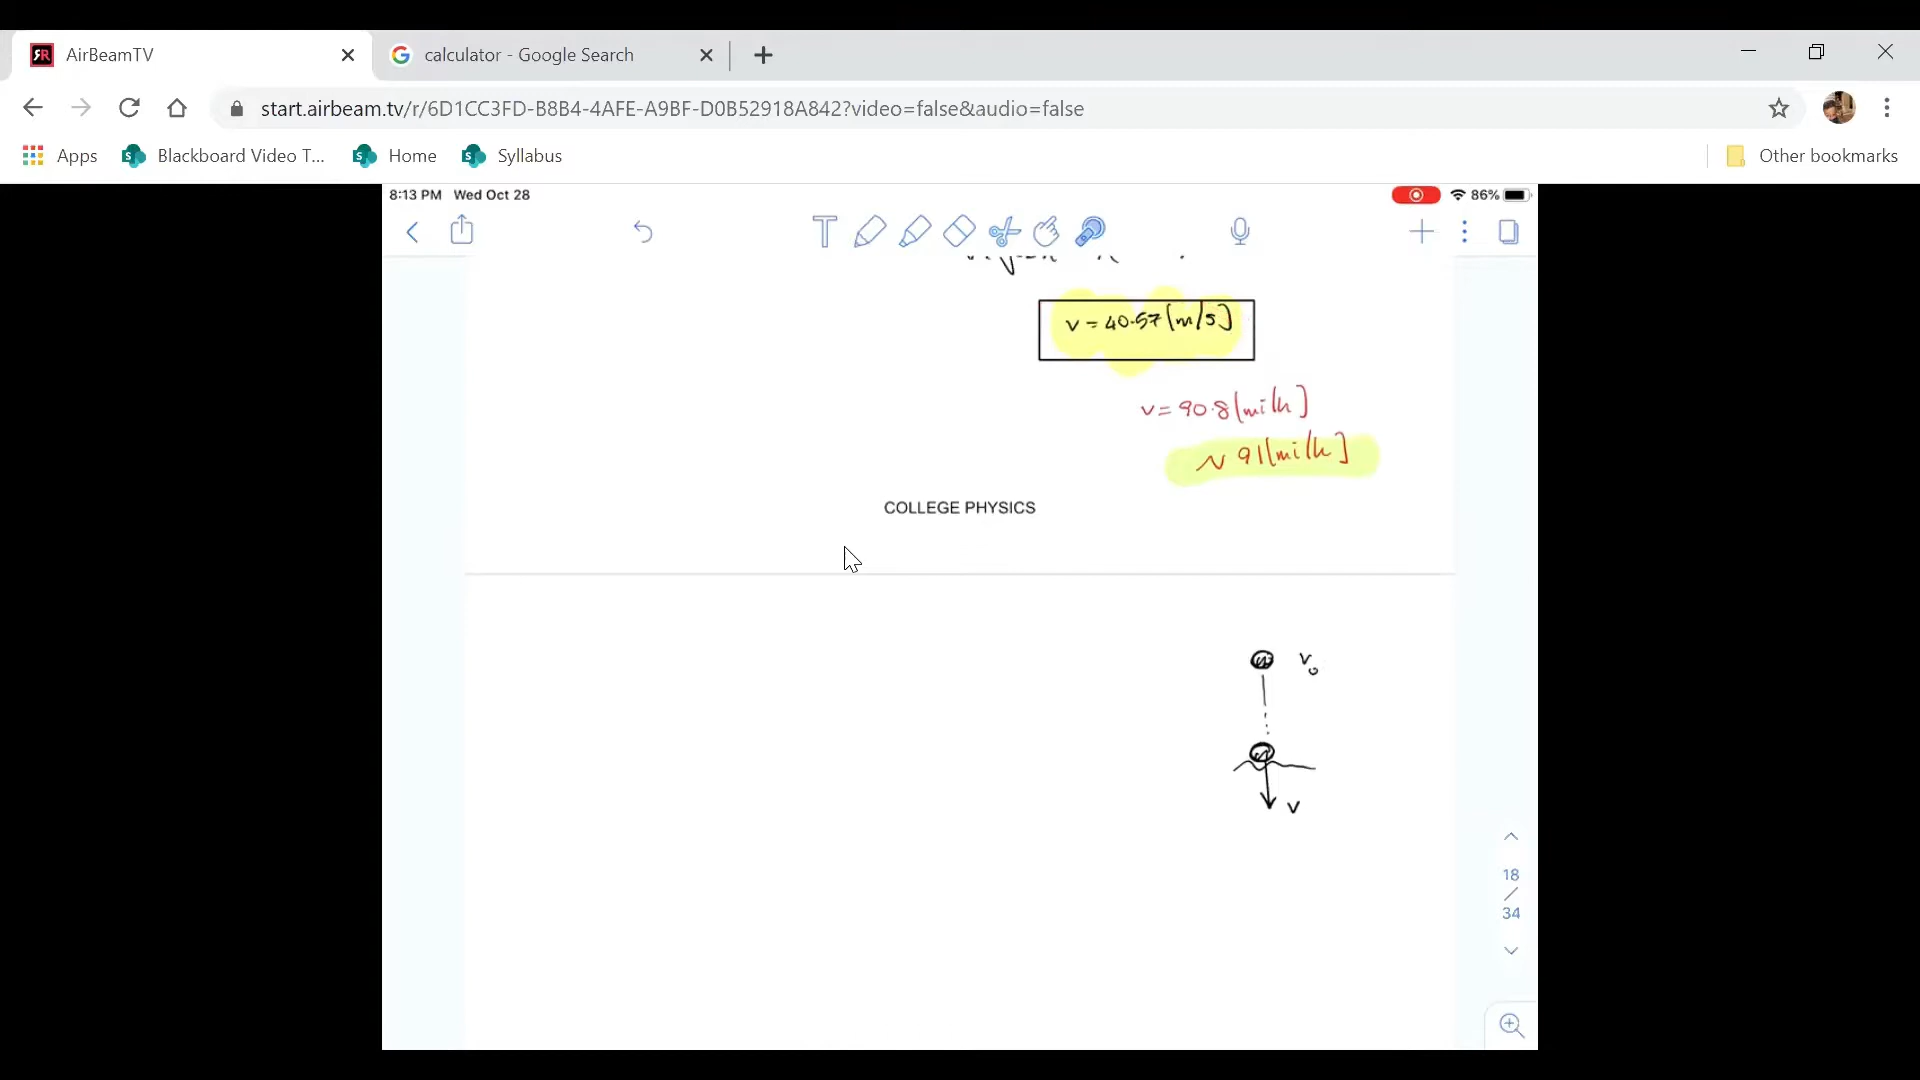 AirBeamTV
calculator - Google Search
start.airbeam.tv/r/6D1CC3FD-B8B4-4AFE-A9BF-D0B52918A842?video=false&audio=false
Apps Blackboard Video T... Home Syllabus Other bookmarks
8:13 PM Wed Oct 28 86%
T
v = 40.57 [m/s]
v = 90.8 [mi/h]
~ 91 [mi/h]
COLLEGE PHYSICS
v₀
v
18
/
34